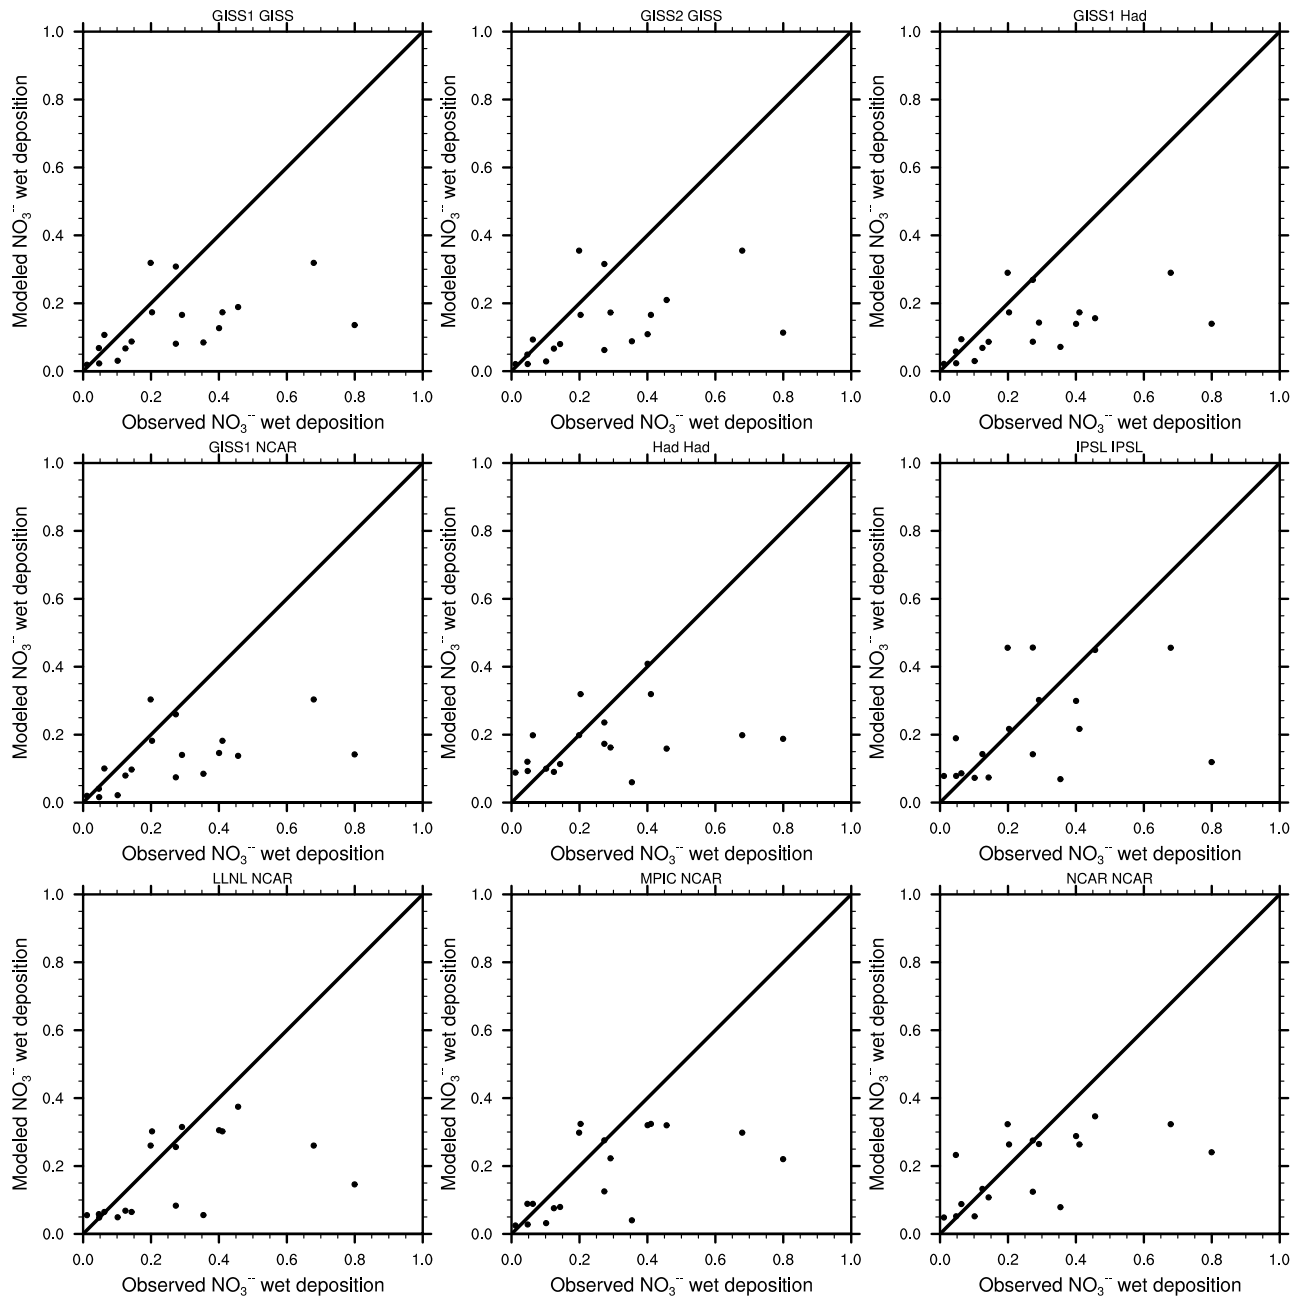 GISS1 GISS
GISS2 GISS
GISS1 Had
Modeled NO3-- wet deposition
1.0
0.8
0.6
0.4
0.2
0.0
0.0 0.2 0.4 0.6 0.8 1.0
Observed NO3-- wet deposition
Modeled NO3-- wet deposition
1.0
0.8
0.6
0.4
0.2
0.0
0.0 0.2 0.4 0.6 0.8 1.0
Observed NO3-- wet deposition
Modeled NO3-- wet deposition
1.0
0.8
0.6
0.4
0.2
0.0
0.0 0.2 0.4 0.6 0.8 1.0
Observed NO3-- wet deposition
GISS1 NCAR
Had Had
IPSL IPSL
Modeled NO3-- wet deposition
1.0
0.8
0.6
0.4
0.2
0.0
0.0 0.2 0.4 0.6 0.8 1.0
Observed NO3-- wet deposition
Modeled NO3-- wet deposition
1.0
0.8
0.6
0.4
0.2
0.0
0.0 0.2 0.4 0.6 0.8 1.0
Observed NO3-- wet deposition
Modeled NO3-- wet deposition
1.0
0.8
0.6
0.4
0.2
0.0
0.0 0.2 0.4 0.6 0.8 1.0
Observed NO3-- wet deposition
LLNL NCAR
MPIC NCAR
NCAR NCAR
Modeled NO3-- wet deposition
1.0
0.8
0.6
0.4
0.2
0.0
0.0 0.2 0.4 0.6 0.8 1.0
Observed NO3-- wet deposition
Modeled NO3-- wet deposition
1.0
0.8
0.6
0.4
0.2
0.0
0.0 0.2 0.4 0.6 0.8 1.0
Observed NO3-- wet deposition
Modeled NO3-- wet deposition
1.0
0.8
0.6
0.4
0.2
0.0
0.0 0.2 0.4 0.6 0.8 1.0
Observed NO3-- wet deposition